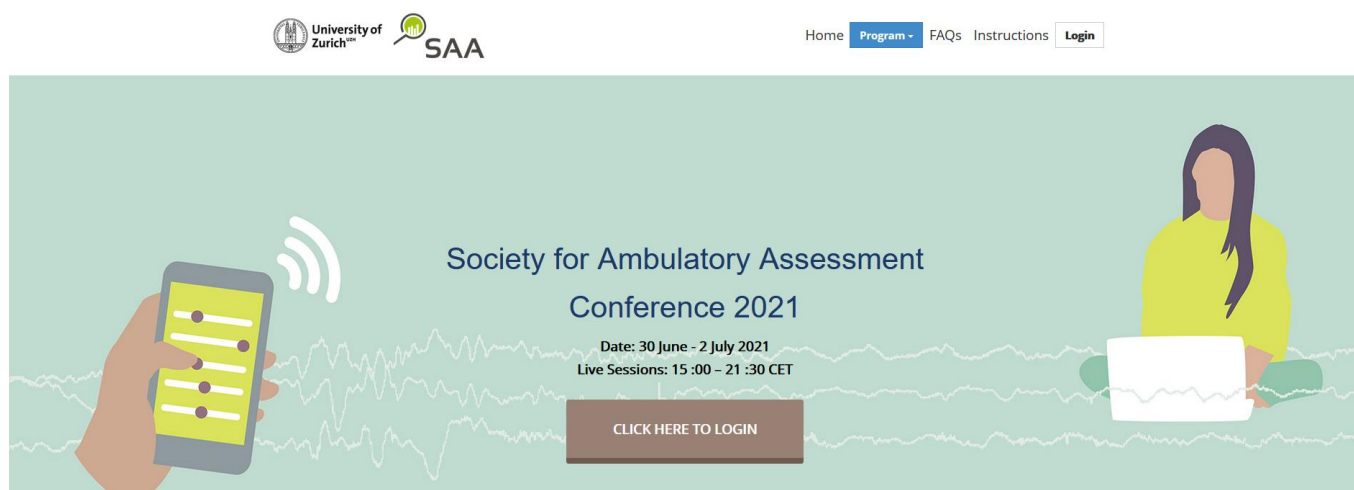 University of
Zurich UZH
SAA
Home Program FAQs Instructions Login
Society for Ambulatory Assessment
Conference 2021
Date: 30 June - 2 July 2021
Live Sessions: 15 :00 – 21 :30 CET
CLICK HERE TO LOGIN